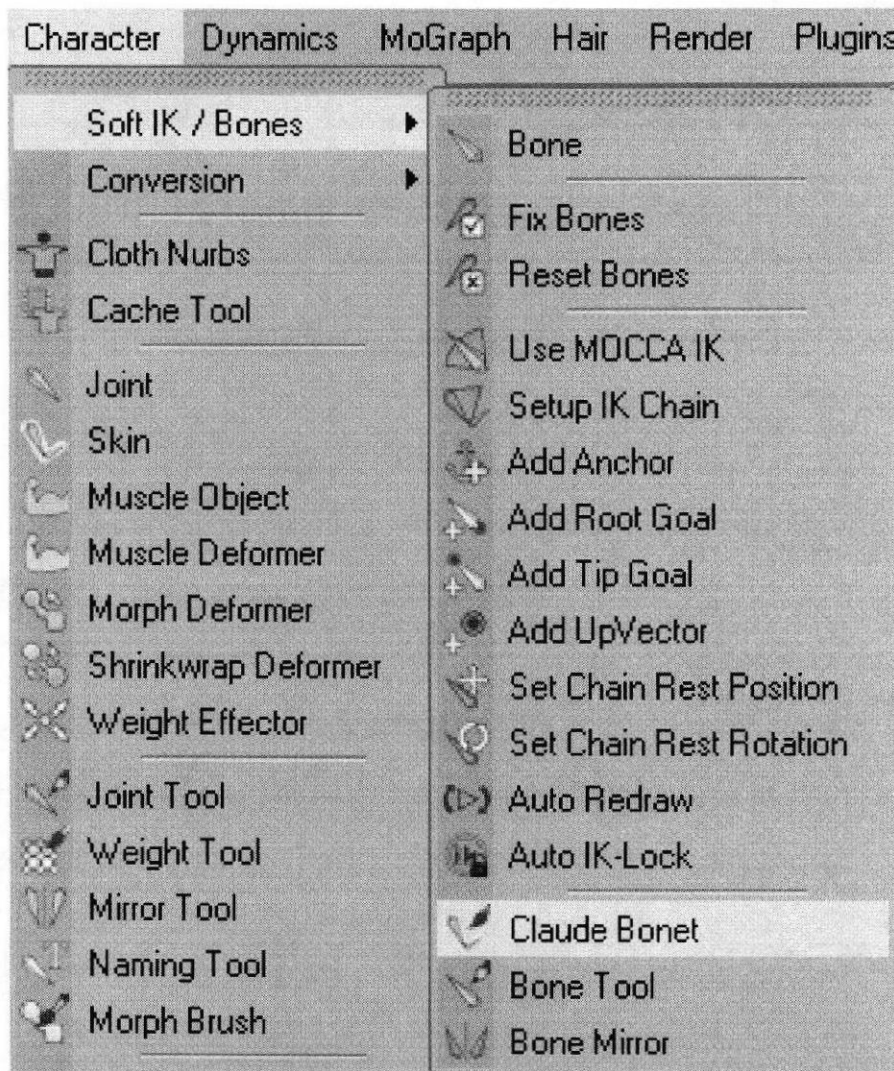 Character Dynamics MoGraph Hair Render Plugins
Soft IK / Bones
Conversion
Cloth Nurbs
Cache Tool
Joint
Skin
Muscle Object
Muscle Deformer
Morph Deformer
Shrinkwrap Deformer
Weight Effector
Joint Tool
Weight Tool
Mirror Tool
Naming Tool
Morph Brush
Bone
Fix Bones
Reset Bones
Use MOCCA IK
Setup IK Chain
Add Anchor
Add Root Goal
Add Tip Goal
Add UpVector
Set Chain Rest Position
Set Chain Rest Rotation
Auto Redraw
Auto IK-Lock
Claude Bonet
Bone Tool
Bone Mirror